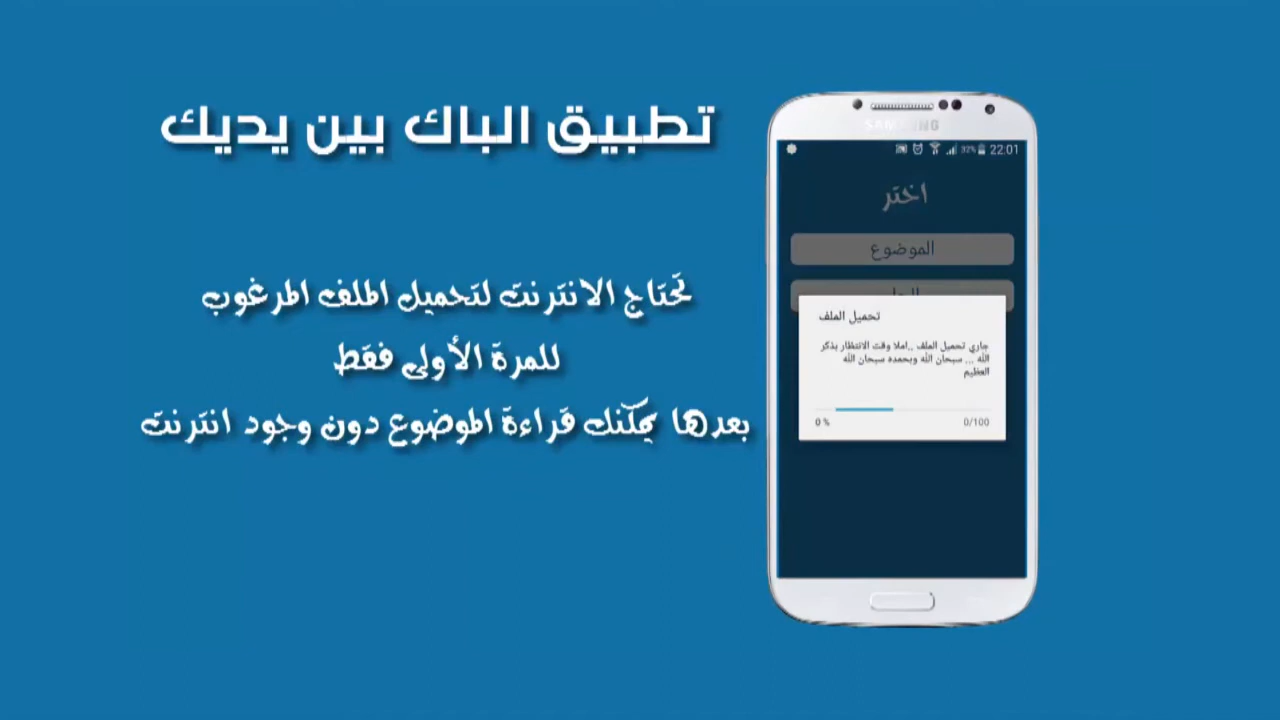 تطبيق الباك بين يديك
تحتاج الانترنت لتحميل الملف المرغوب
للمرة الأولى فقط
بعدها يمكنك قراءة الموضوع دون وجود انترنت
SAMSUNG
32% 22:01
اختر
الموضوع
تحميل الملف
جاري تحميل الملف ..املا وقت الانتظار بذكر
الله ... سبحان الله وبحمده سبحان الله
العظيم
0 % 0/100